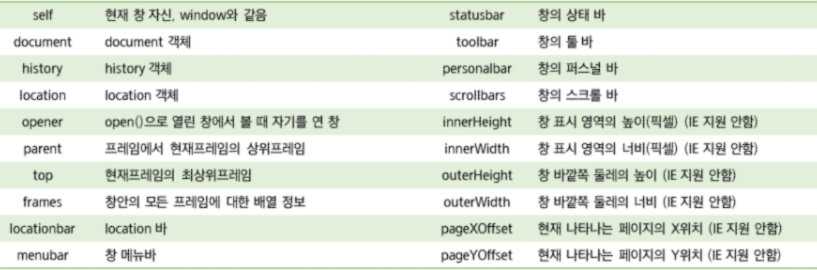 self 현재 창 자신, window와 같음 statusbar 창의 상태 바
document document 객체 toolbar 창의 툴 바
history history 객체 personalbar 창의 퍼스널 바
location location 객체 scrollbars 창의 스크롤 바
opener open()으로 열린 창에서 볼 때 자기를 연 창 innerHeight 창 표시 영역의 높이(픽셀) (IE 지원 안함)
parent 프레임에서 현재프레임의 상위프레임 innerWidth 창 표시 영역의 너비(픽셀) (IE 지원 안함)
top 현재프레임의 최상위프레임 outerHeight 창 바깥쪽 둘레의 높이 (IE 지원 안함)
frames 창안의 모든 프레임에 대한 배열 정보 outerWidth 창 바깥쪽 둘레의 너비 (IE 지원 안함)
locationbar location 바 pageXOffset 현재 나타나는 페이지의 X위치 (IE 지원 안함)
menubar 창 메뉴바 pageYOffset 현재 나타나는 페이지의 Y위치 (IE 지원 안함)